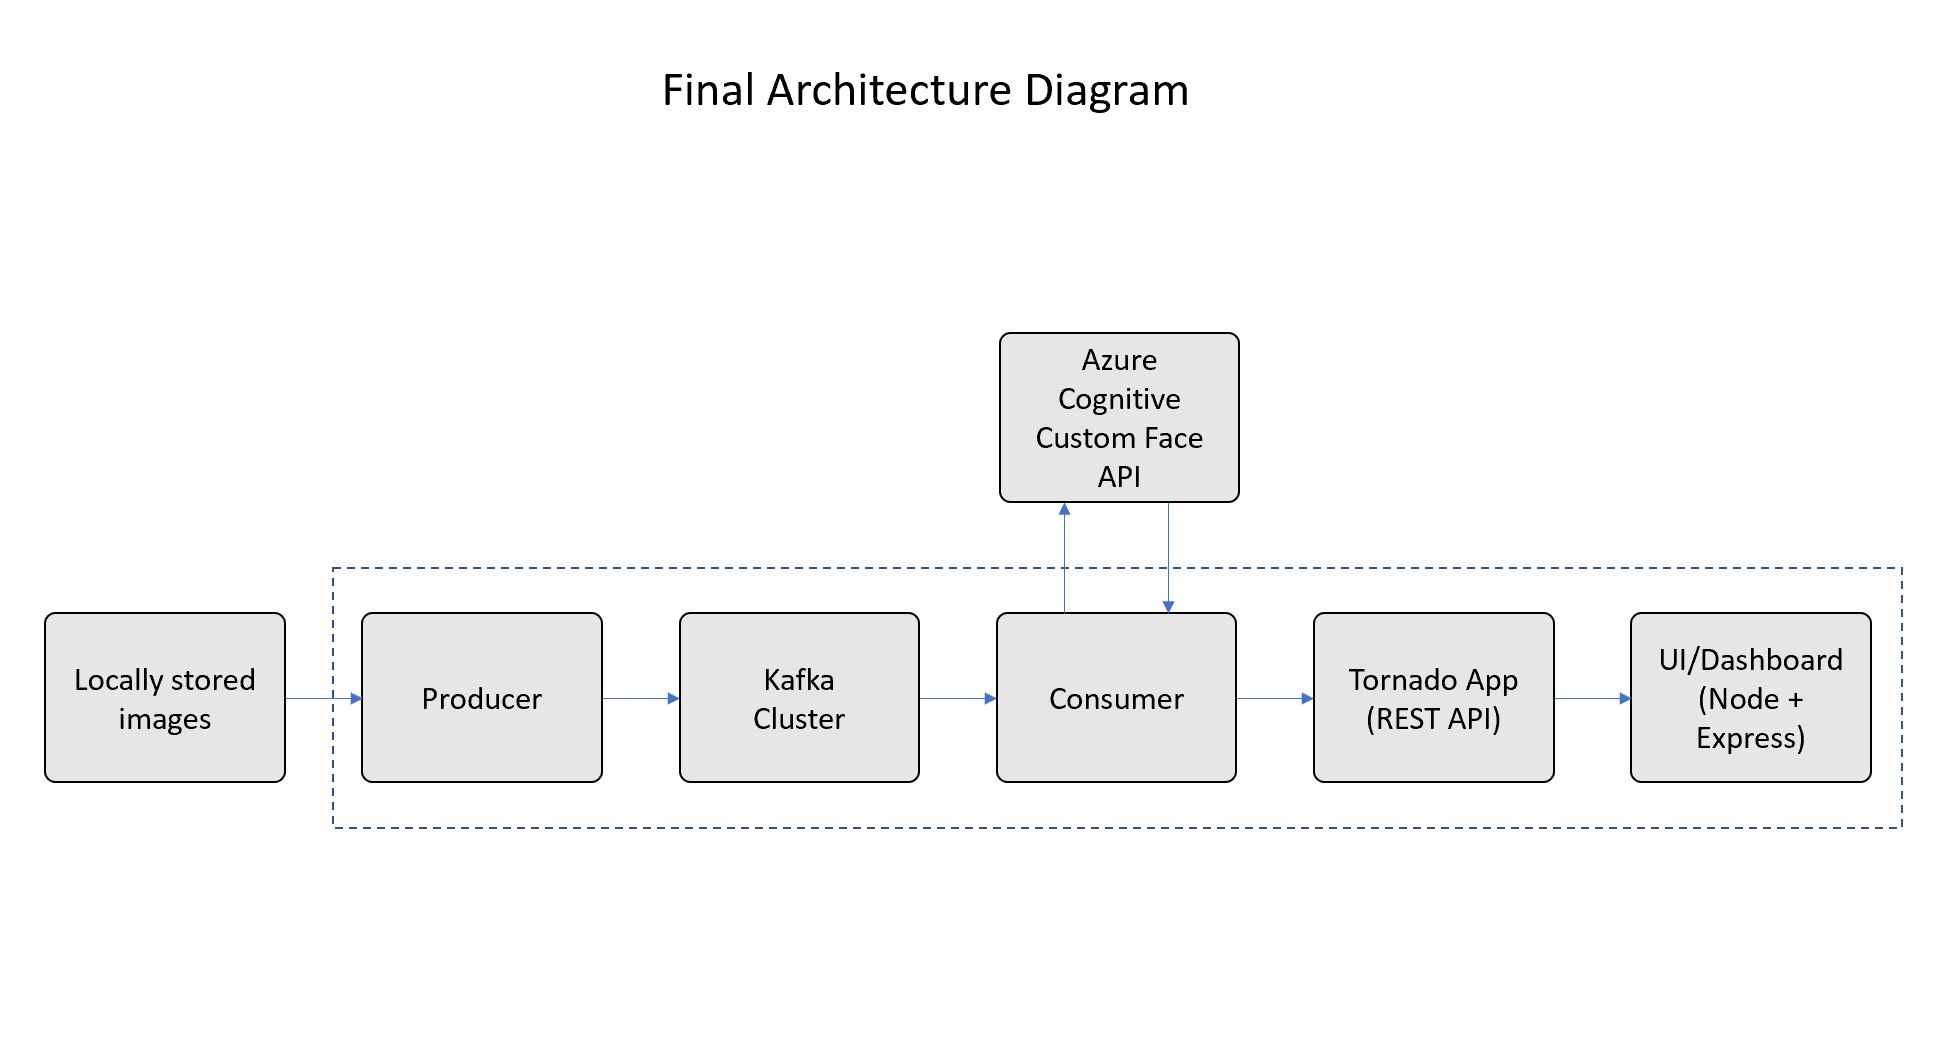 Final Architecture Diagram
Azure
Cognitive
Custom Face
API
Locally stored
images
Producer
Kafka
Cluster
Consumer
Tornado App
(REST API)
UI/Dashboard
(Node +
Express)